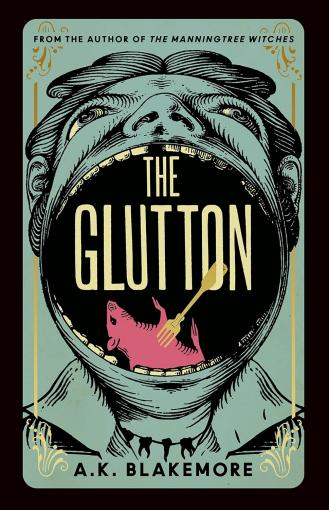 FROM THE AUTHOR OF THE MANNINGTREE WITCHES
THE
GLUTTON
A.K. BLAKEMORE